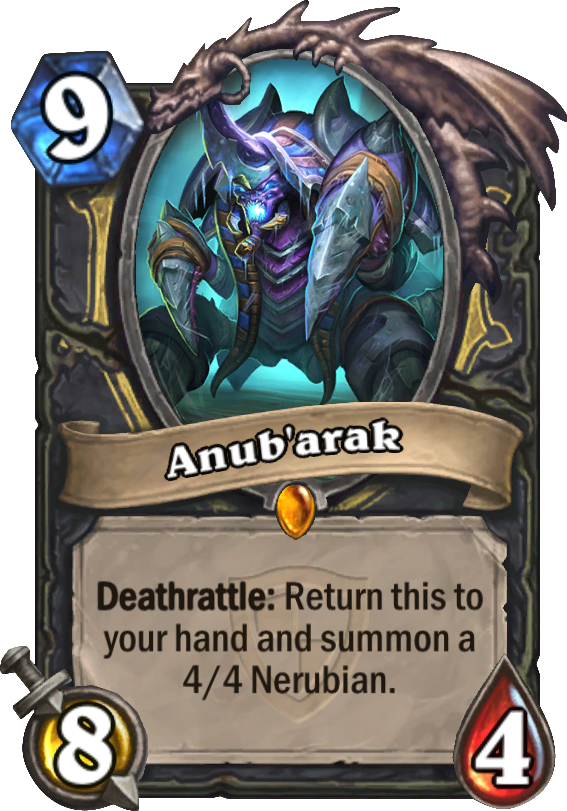 9
Anub'arak
Deathrattle: Return this to
your hand and summon a
4/4 Nerubian.
8
4